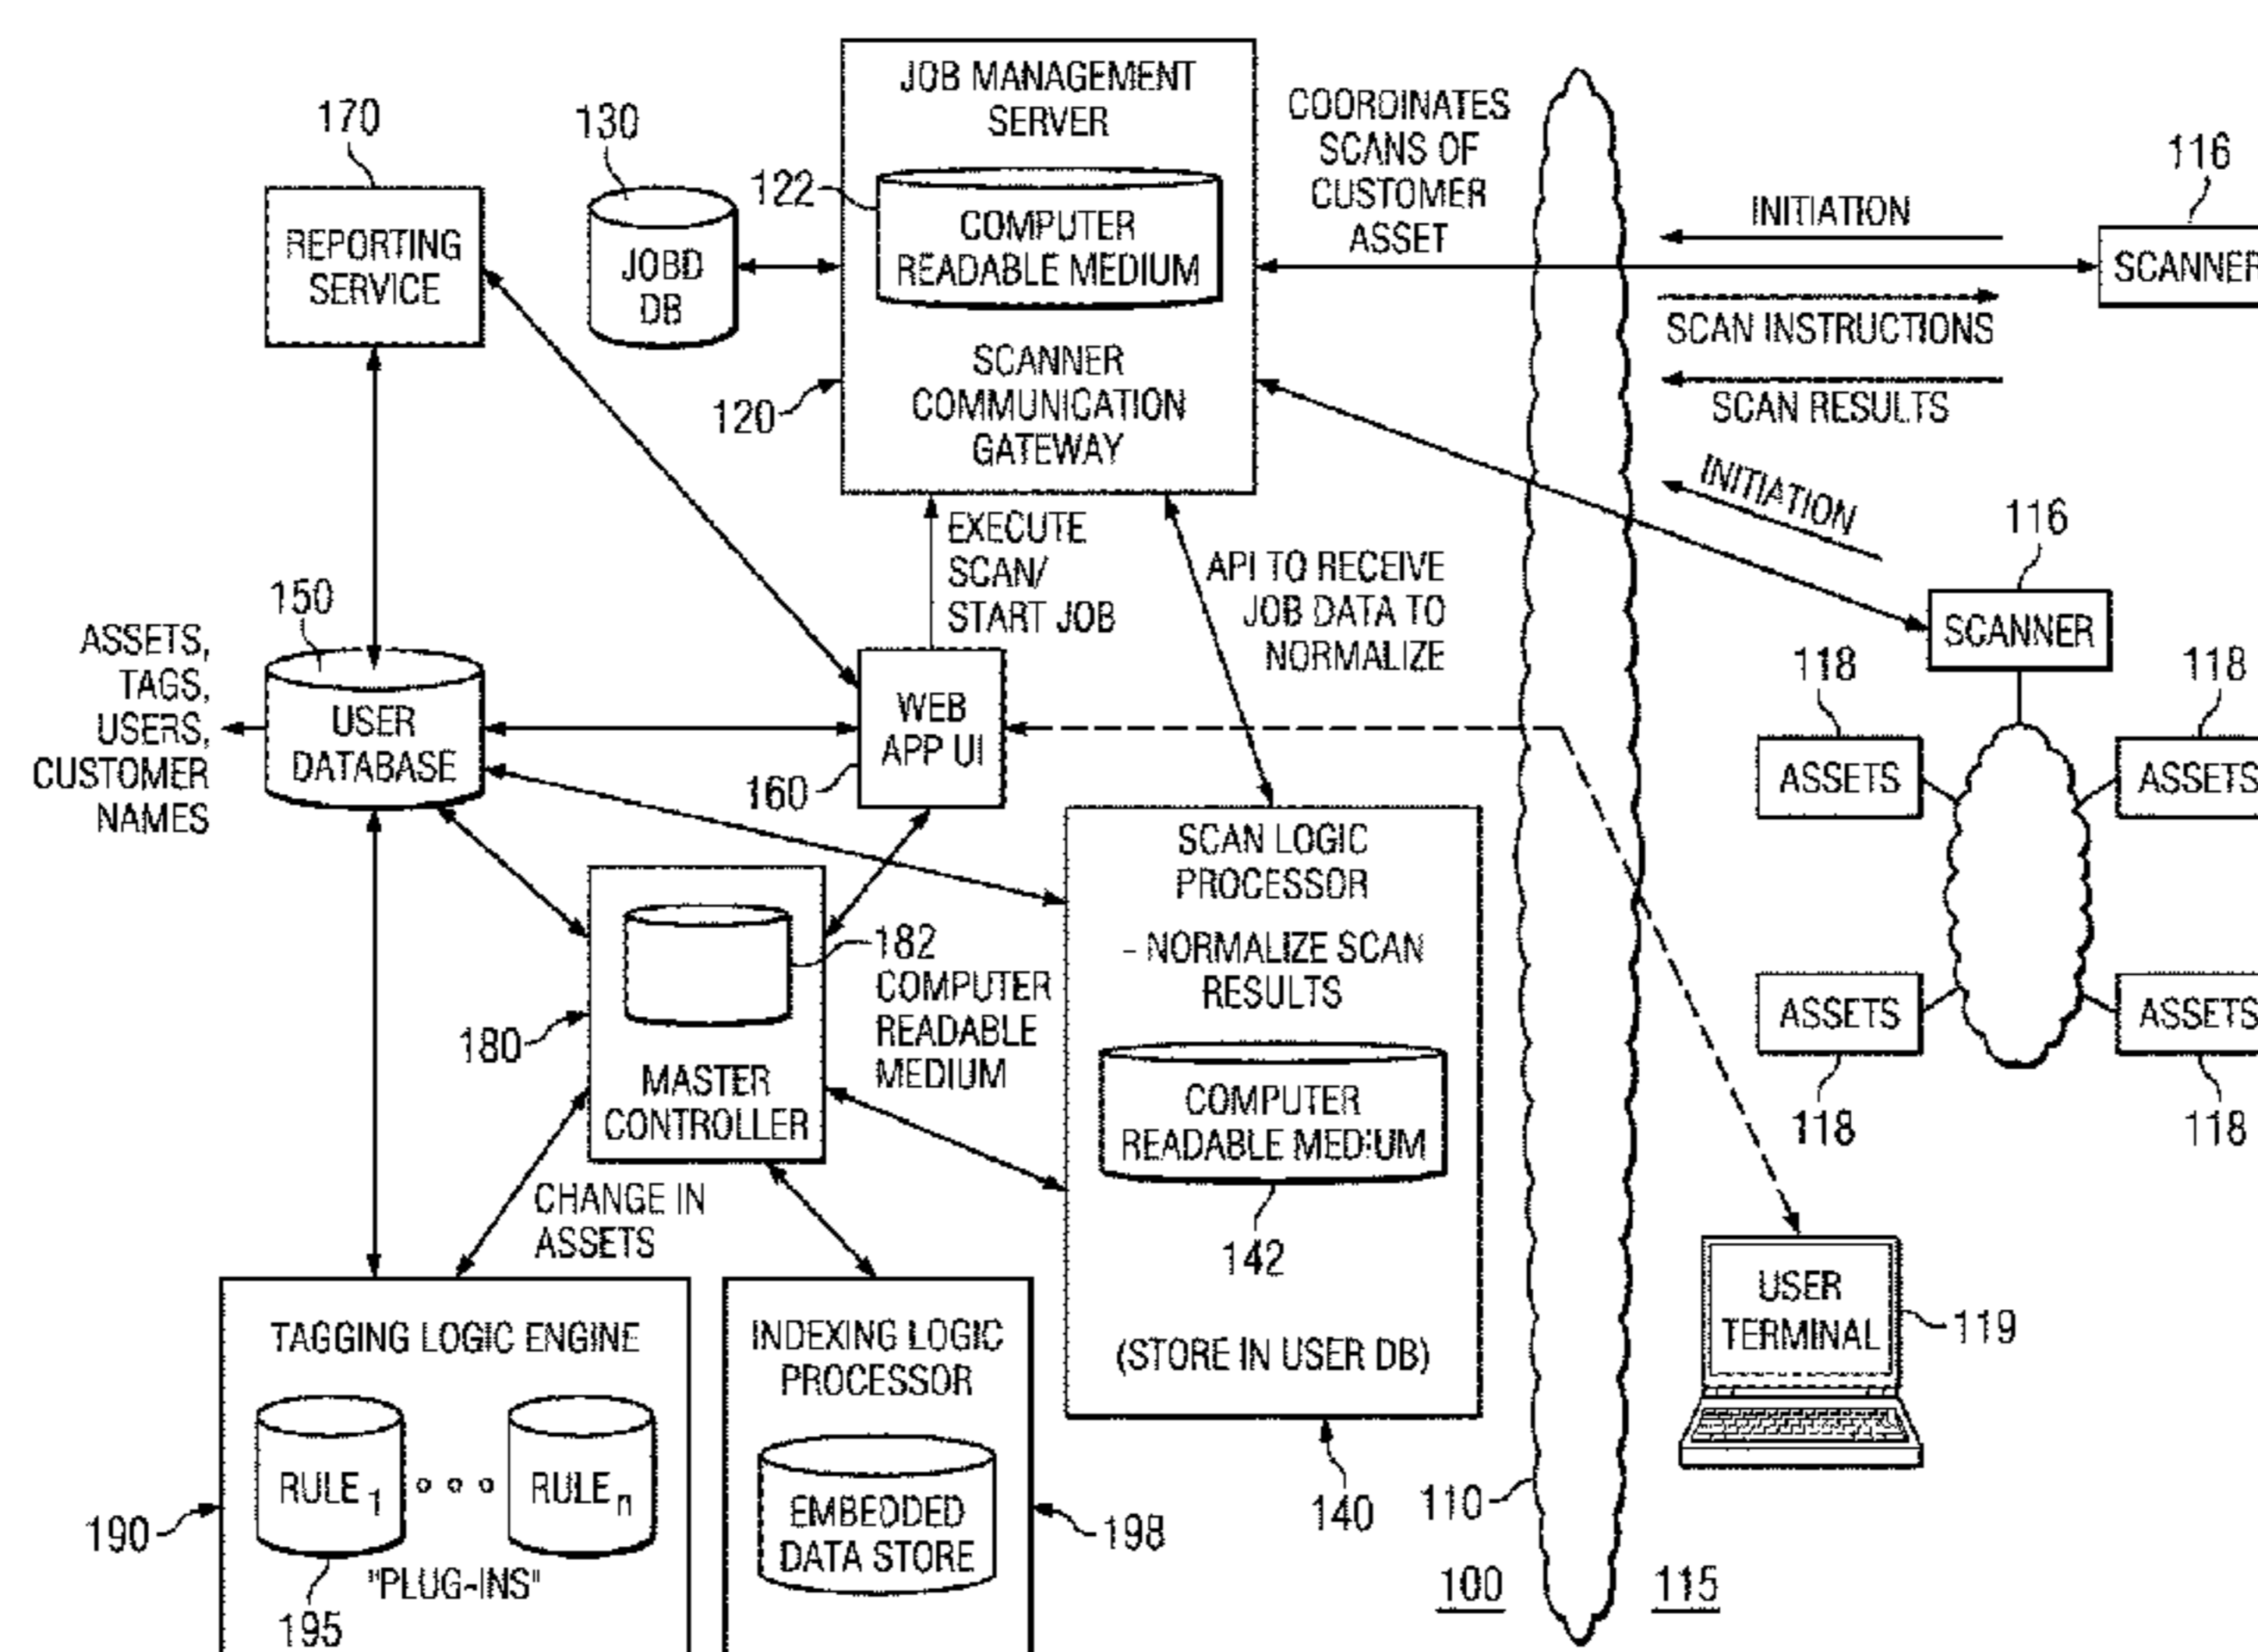 JOB MANAGEMENT
SERVER
122
COMPUTER
READABLE MEDIUM
SCANNER
COMMUNICATION
GATEWAY
120
170
REPORTING
SERVICE
130
JOBD
DB
COORDINATES
SCANS OF
CUSTOMER
ASSET
INITIATION
116
SCANNER
SCAN INSTRUCTIONS
SCAN RESULTS
INITIATION
116
SCANNER
EXECUTE
SCAN/
START JOB
API TO RECEIVE
JOB DATA TO
NORMALIZE
150
ASSETS,
TAGS,
USERS,
CUSTOMER
NAMES
USER
DATABASE
WEB
APP UI
160
118
ASSETS
118
ASSETS
ASSETS
118
ASSETS
118
SCAN LOGIC
PROCESSOR
- NORMALIZE SCAN
RESULTS
COMPUTER
READABLE MEDIUM
142
(STORE IN USER DB)
140
182
COMPUTER
READABLE
MEDIUM
180
MASTER
CONTROLLER
CHANGE IN
ASSETS
TAGGING LOGIC ENGINE
RULE 1 o o o RULE n
190
"PLUG-INS"
195
INDEXING LOGIC
PROCESSOR
EMBEDDED
DATA STORE
198
USER
TERMINAL
119
110
100
115